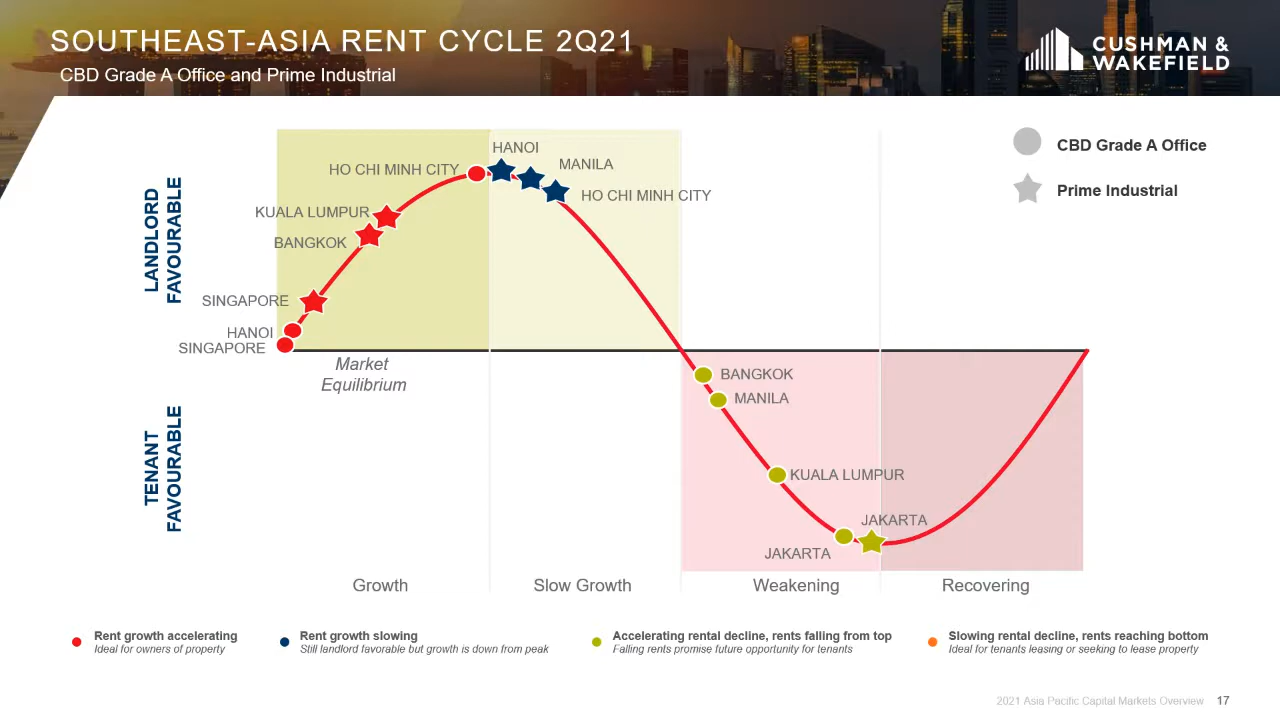 SOUTHEAST-ASIA RENT CYCLE 2Q21
CBD Grade A Office and Prime Industrial
CUSHMAN &
WAKEFIELD
CBD Grade A Office
Prime Industrial
LANDLORD
FAVOURABLE
TENANT
FAVOURABLE
HANOI
MANILA
HO CHI MINH CITY
HO CHI MINH CITY
KUALA LUMPUR
BANGKOK
SINGAPORE
HANOI
SINGAPORE
Market
Equilibrium
BANGKOK
MANILA
KUALA LUMPUR
JAKARTA
JAKARTA
Growth
Slow Growth
Weakening
Recovering
Rent growth accelerating
Ideal for owners of property
Rent growth slowing
Still landlord favorable but growth is down from peak
Accelerating rental decline, rents falling from top
Falling rents promise future opportunity for tenants
Slowing rental decline, rents reaching bottom
Ideal for tenants leasing or seeking to lease property
2021 Asia Pacific Capital Markets Overview 17